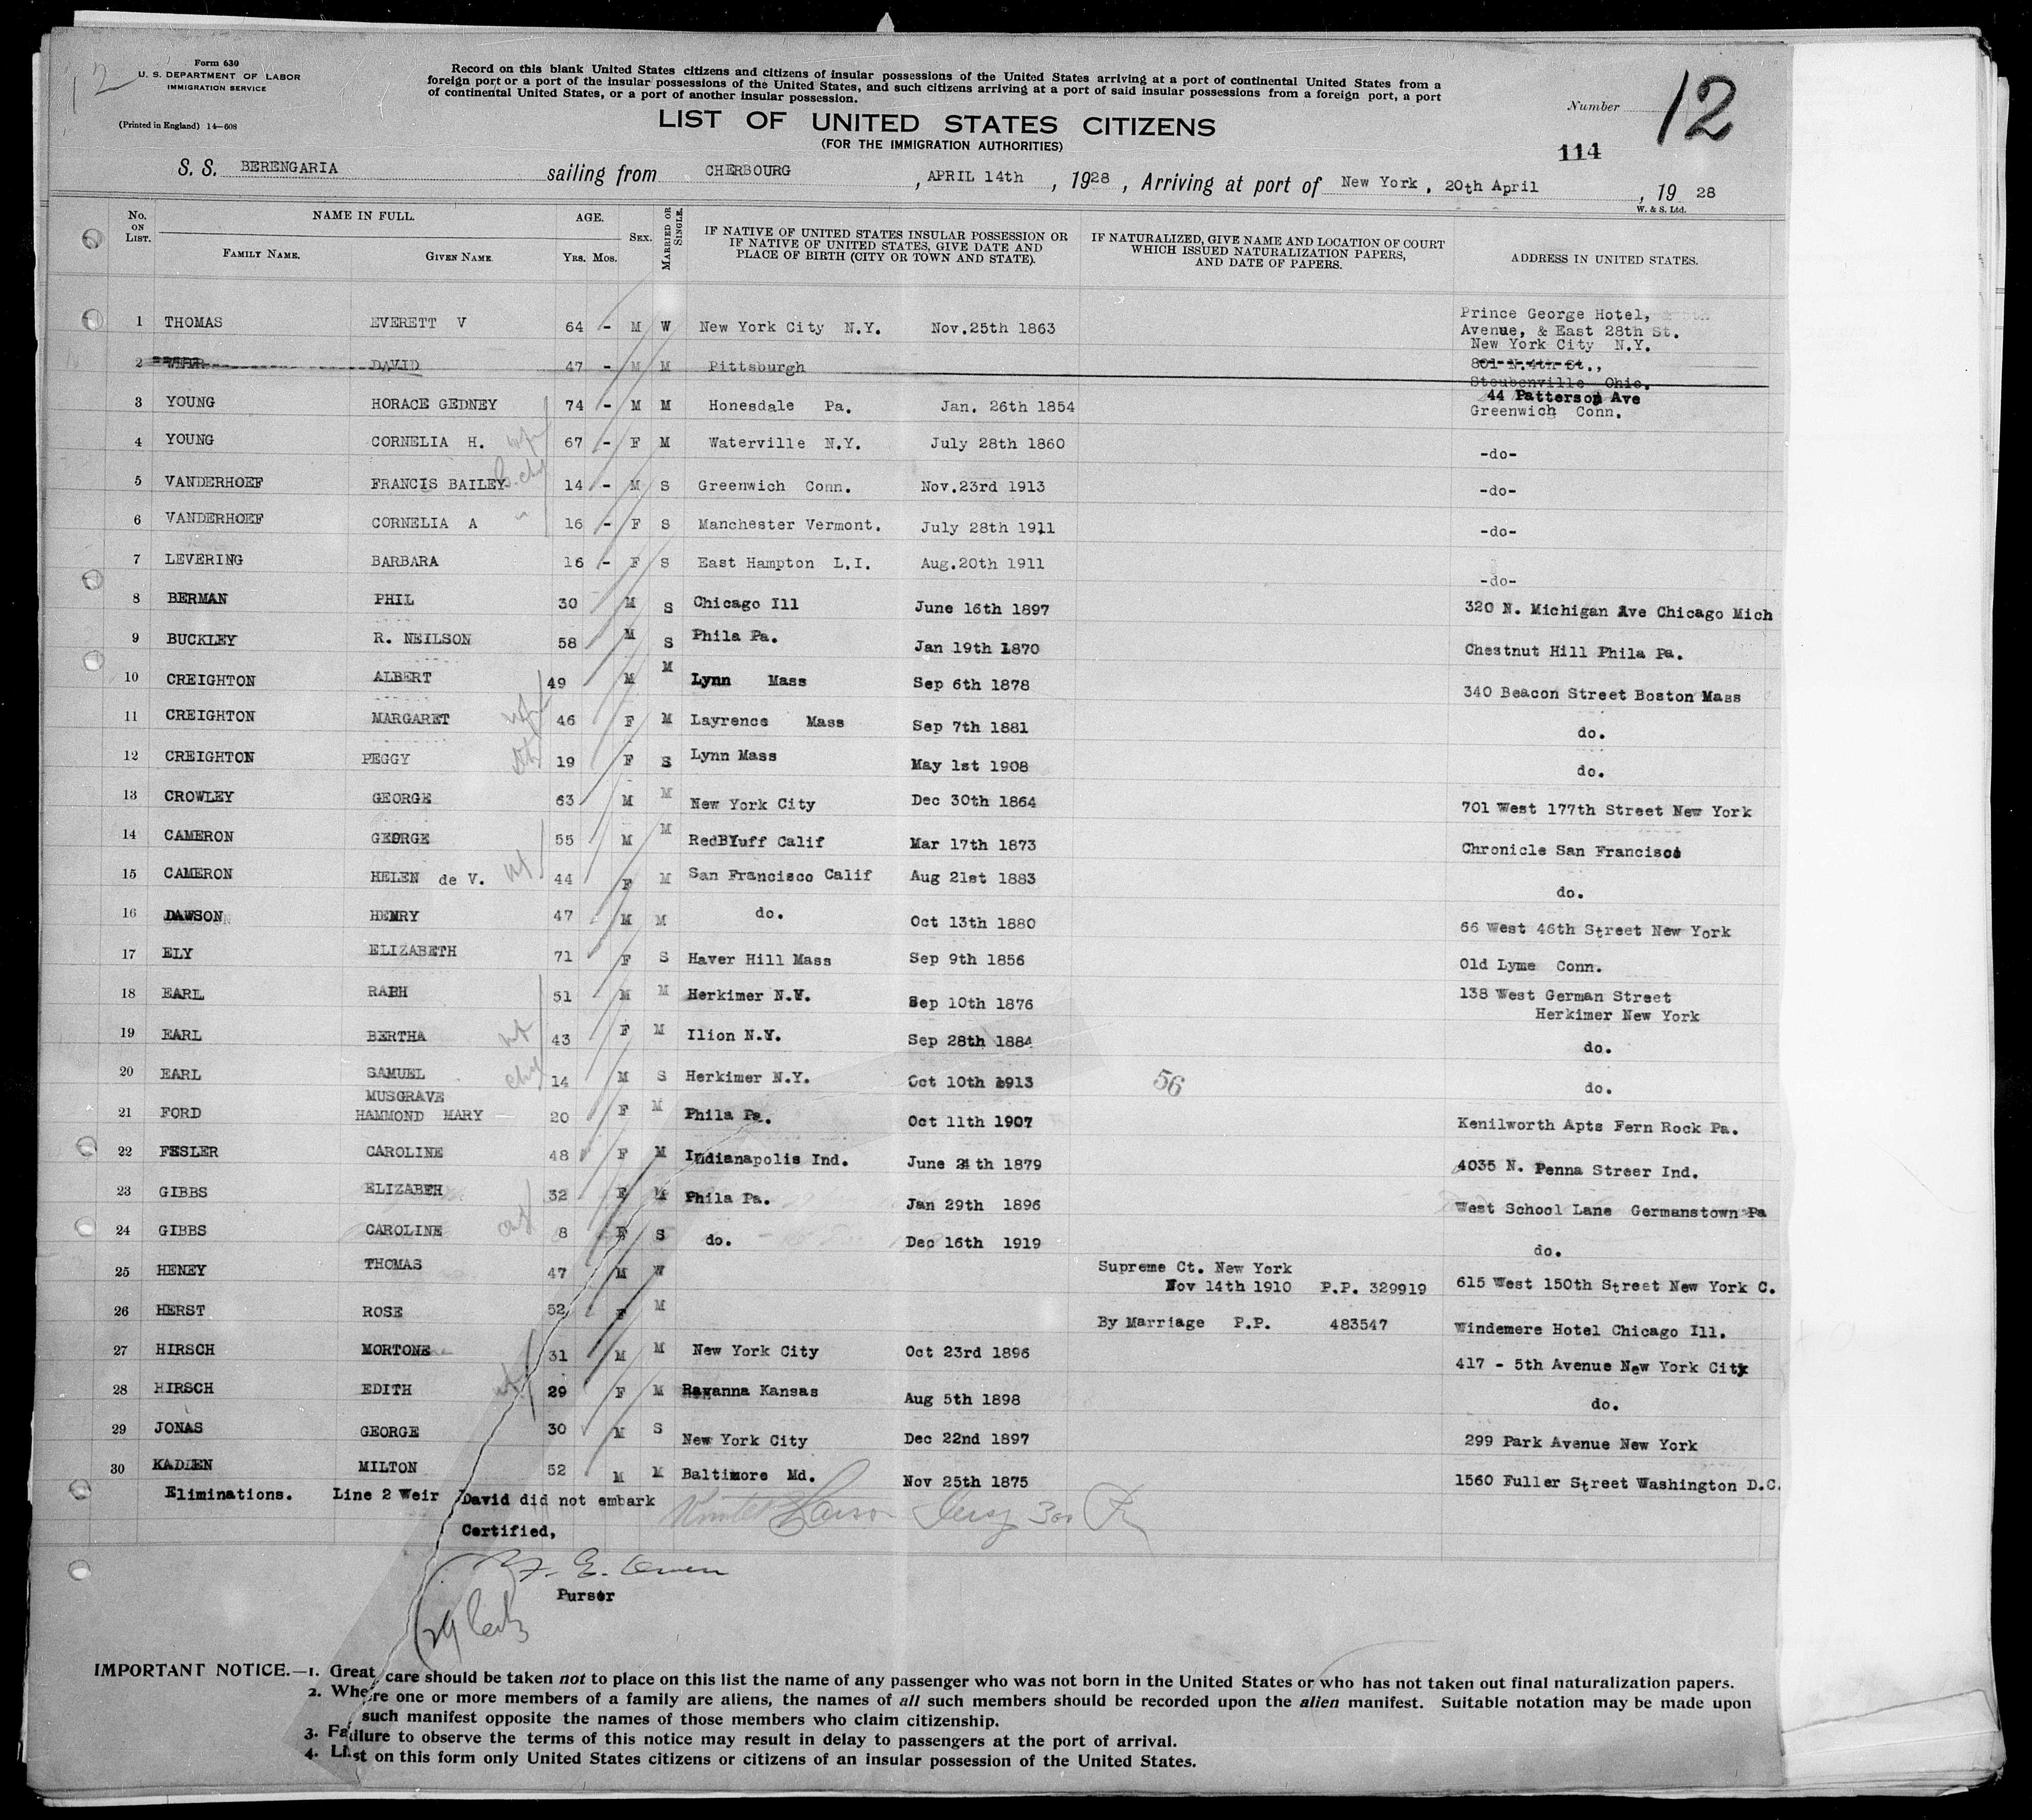 12
Form 630
U. S. DEPARTMENT OF LABOR
IMMIGRATION SERVICE
(Printed in England) 14—608
Record on this blank United States citizens and citizens of insular possessions of the United States arriving at a port of continental United States from a
foreign port or a port of the insular possessions of the United States, and such citizens arriving at a port of said insular possessions from a foreign port, a port
of continental United States, or a port of another insular possession.
Number 12
LIST OF UNITED STATES CITIZENS
(FOR THE IMMIGRATION AUTHORITIES)
114
S. S. BERENGARIA sailing from CHERBOURG, APRIL 14th, 1928, Arriving at port of New York, 20th April, 19 28
W. & S. Ltd.
No. ON LIST. NAME IN FULL. FAMILY NAME. GIVEN NAME. AGE. YRS. MOS. SEX. MARRIED OR SINGLE. IF NATIVE OF UNITED STATES INSULAR POSSESSION OR IF NATIVE OF UNITED STATES, GIVE DATE AND PLACE OF BIRTH (CITY OR TOWN AND STATE). IF NATURALIZED, GIVE NAME AND LOCATION OF COURT WHICH ISSUED NATURALIZATION PAPERS, AND DATE OF PAPERS. ADDRESS IN UNITED STATES.
1 THOMAS EVERETT V 64 - M W New York City N.Y. Nov.25th 1863 Prince George Hotel,
Avenue, & East 28th St.
New York City N.Y.
2 DAVID 47 - M M Pittsburgh 801 N.4th St.,
Steubenville Ohio.
3 YOUNG HORACE GEDNEY 74 - M M Honesdale Pa. Jan. 26th 1854 44 Patterson Ave
Greenwich Conn.
4 YOUNG CORNELIA H. 67 - F M Waterville N.Y. July 28th 1860 -do-
5 VANDERHOEF FRANCIS BAILEY 14 - M S Greenwich Conn. Nov.23rd 1913 -do-
6 VANDERHOEF CORNELIA A 16 - F S Manchester Vermont. July 28th 1911 -do-
7 LEVERING BARBARA 16 - F S East Hampton L.I. Aug.20th 1911 -do-
8 BERMAN PHIL 30 M S Chicago Ill June 16th 1897 320 N. Michigan Ave Chicago Mich
9 BUCKLEY R. NEILSON 58 M S Phila Pa. Jan 19th 1870 Chestnut Hill Phila Pa.
10 CREIGHTON ALBERT 49 M M Lynn Mass Sep 6th 1878 340 Beacon Street Boston Mass
11 CREIGHTON MARGARET 46 F M Layrence Mass Sep 7th 1881 do.
12 CREIGHTON PEGGY 19 F S Lynn Mass May 1st 1908 do.
13 CROWLEY GEORGE 63 M M New York City Dec 30th 1864 701 West 177th Street New York
14 CAMERON GEORGE 55 M M Red Bluff Calif Mar 17th 1873 Chronicle San Francisco
15 CAMERON HELEN de V. 44 F M San Francisco Calif Aug 21st 1883 do.
16 DAWSON HENRY 47 M M do. Oct 13th 1880 66 West 46th Street New York
17 ELY ELIZABETH 71 F S Haver Hill Mass Sep 9th 1856 Old Lyme Conn.
18 EARL 51 M M Herkimer N.Y. Sep 10th 1876 138 West German Street
Herkimer New York
19 EARL BERTHA 43 F M Ilion N.Y. Sep 28th 1884 do.
20 EARL SAMUEL 14 M S Herkimer N.Y. Oct 10th 1913 56 do.
MUSGRAVE
21 FORD HAMMOND MARY 20 F M Phila Pa. Oct 11th 1907 Kenilworth Apts Fern Rock Pa.
22 FESLER CAROLINE 48 F M Indianapolis Ind. June 24th 1879 4035 N. Penna Streer Ind.
23 GIBBS ELIZABEH 32 F M Phila Pa. Jan 29th 1896 West School Lane Germanstown Pa
24 GIBBS CAROLINE 8 F S do. Dec 16th 1919 do.
25 HENEY THOMAS 47 M W Supreme Ct. New York
Nov 14th 1910 P.P. 329919 615 West 150th Street New York C.
26 HERST ROSE 52 F M By Marriage P.P. 483547 Windemere Hotel Chicago Ill.
27 HIRSCH MORTONE 31 M M New York City Oct 23rd 1896 417 - 5th Avenue New York City
28 HIRSCH EDITH 29 F M Ravanna Kansas Aug 5th 1898 do.
29 JONAS GEORGE 30 M S New York City Dec 22nd 1897 299 Park Avenue New York
30 KADIEN MILTON 52 M M Baltimore Md. Nov 25th 1875 1560 Fuller Street Washington D.C.
Eliminations. Line 2 Weir David did not embark
Certified,
Purser
IMPORTANT NOTICE.—1. Great care should be taken not to place on this list the name of any passenger who was not born in the United States or who has not taken out final naturalization papers.
2. Where one or more members of a family are aliens, the names of all such members should be recorded upon the alien manifest. Suitable notation may be made upon
such manifest opposite the names of those members who claim citizenship.
3. Failure to observe the terms of this notice may result in delay to passengers at the port of arrival.
4. List on this form only United States citizens or citizens of an insular possession of the United States.